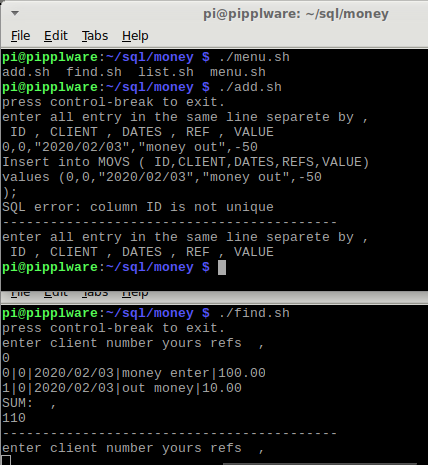 pi@pipplware: ~/sql/money
File Edit Tabs Help
pi@pipplware:~/sql/money $ ./menu.sh
add.sh  find.sh  list.sh  menu.sh
pi@pipplware:~/sql/money $ ./add.sh
press control-break to exit.
enter all entry in the same line separete by ,
 ID , CLIENT , DATES , REF , VALUE
0,0,"2020/02/03","money out",-50
Insert into MOVS ( ID,CLIENT,DATES,REFS,VALUE)
values (0,0,"2020/02/03","money out",-50
);
SQL error: column ID is not unique
----------------------------------------
enter all entry in the same line separete by ,
 ID , CLIENT , DATES , REF , VALUE
pi@pipplware:~/sql/money $
File Edit Tabs Help
pi@pipplware:~/sql/money $ ./find.sh
press control-break to exit.
enter client number yours refs  ,
0
0|0|2020/02/03|money enter|100.00
1|0|2020/02/03|out money|10.00
SUM:  ,
110
----------------------------------------
enter client number yours refs  ,